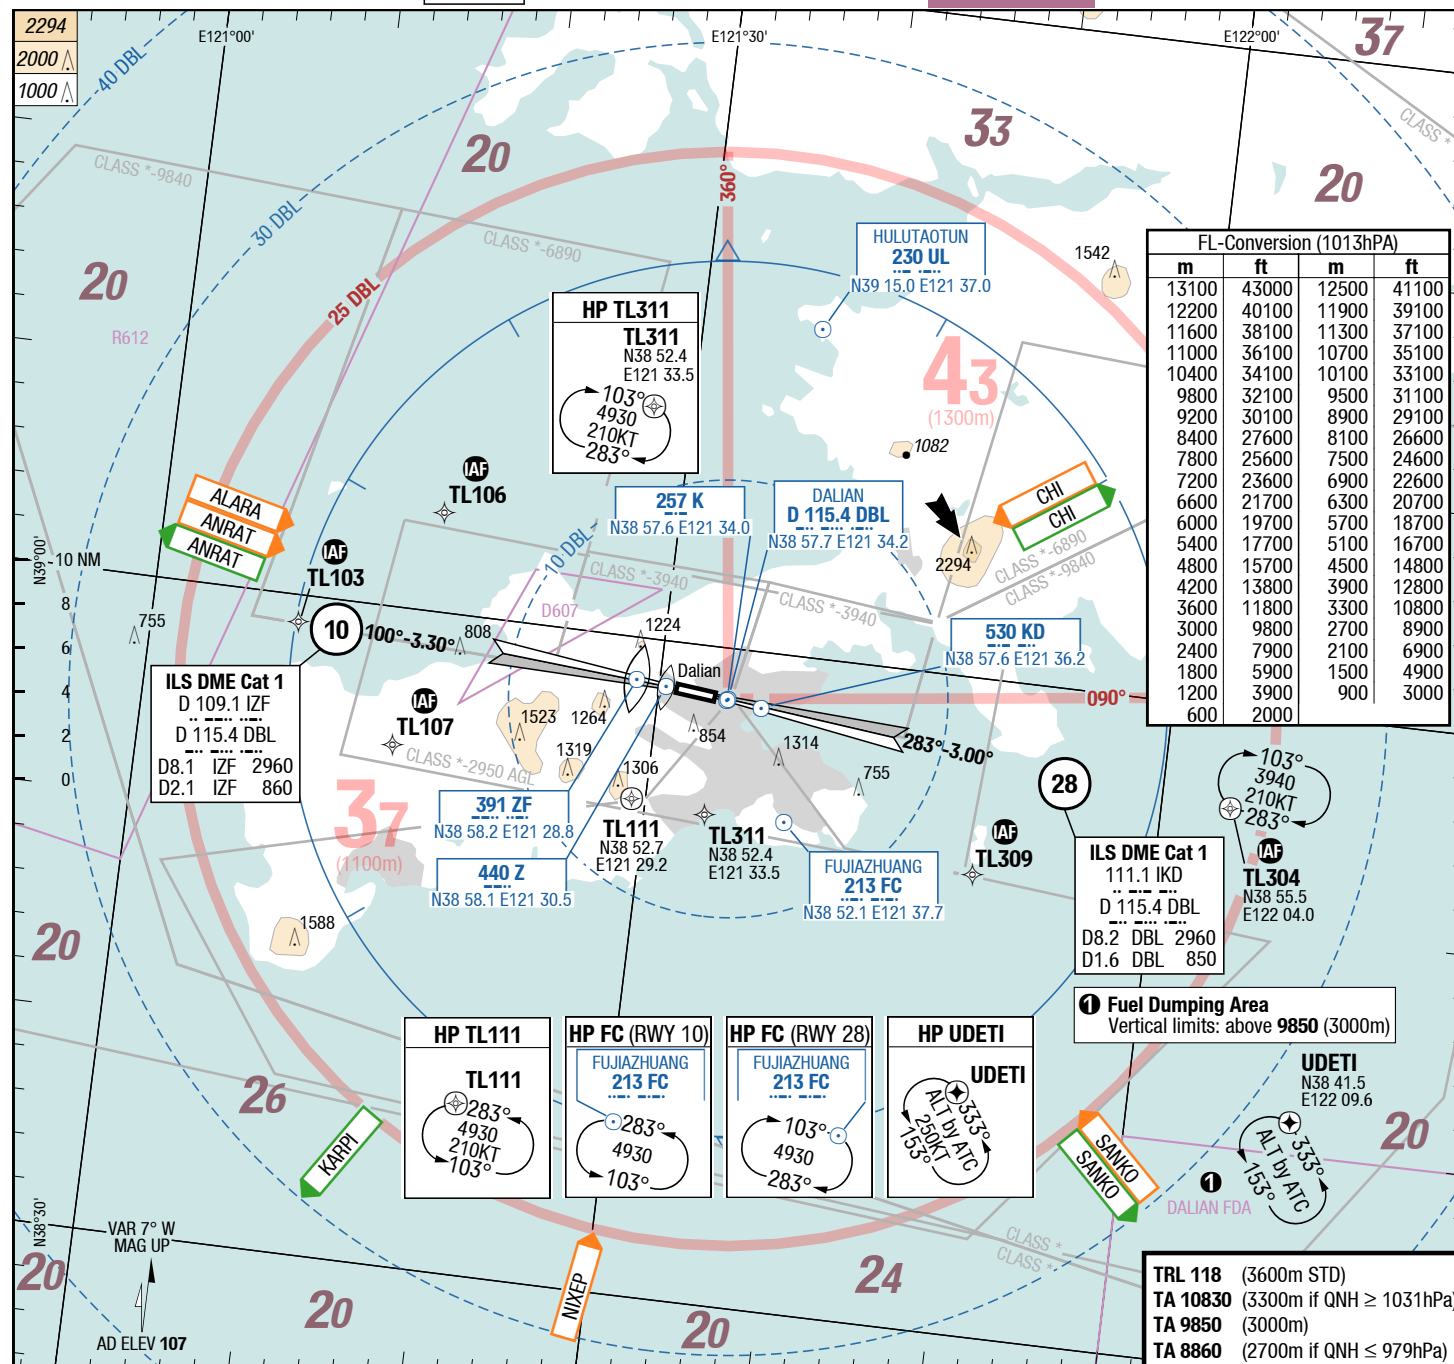 2294
2000
1000
E121°00'
E121°30'
E122°00'
37
40 DBL
33
CLASS *
20
CLASS *-9840
360°
20
30 DBL
HULUTAOTUN
230 UL
N39 15.0 E121 37.0
CLASS *-6890
1542
20
25 DBL
R612
FL-Conversion (1013hPA)
m ft m ft
13100 43000 12500 41100
12200 40100 11900 39100
11600 38100 11300 37100
11000 36100 10700 35100
10400 34100 10100 33100
9800 32100 9500 31100
9200 30100 8900 29100
8400 27600 8100 26600
7800 25600 7500 24600
7200 23600 6900 22600
6600 21700 6300 20700
6000 19700 5700 18700
5400 17700 5100 16700
4800 15700 4500 14800
4200 13800 3900 12800
3600 11800 3300 10800
3000 9800 2700 8900
2400 7900 2100 6900
1800 5900 1500 4900
1200 3900 900 3000
600 2000
HP TL311
TL311
N38 52.4
E121 33.5
103°
4930
210KT
283°
43
(1300m)
1082
IAF
TL106
ALARA
ANRAT
ANRAT
257 K
N38 57.6 E121 34.0
DALIAN
D 115.4 DBL
N38 57.7 E121 34.2
CHI
CHI
2294
CLASS *-6890
CLASS *-9840
N39°00'
10 NM
8
6
4
2
0
IAF
TL103
10 DBL
CLASS *-3940
CLASS *-3940
D607
755
10
100°-3.30°
808
1224
530 KD
N38 57.6 E121 36.2
ILS DME Cat 1
D 109.1 IZF
D 115.4 DBL
D8.1 IZF 2960
D2.1 IZF 860
Dalian
090°
IAF
TL107
1523
1264
854
283°-3.00°
1319
1314
CLASS *-2950 AGL
1306
755
28
103°
3940
210KT
283°
37
(1100m)
391 ZF
N38 58.2 E121 28.8
TL111
N38 52.7
E121 29.2
TL311
N38 52.4
E121 33.5
IAF
TL309
ILS DME Cat 1
111.1 IKD
D 115.4 DBL
D8.2 DBL 2960
D1.6 DBL 850
IAF
TL304
N38 55.5
E122 04.0
440 Z
N38 58.1 E121 30.5
FUJIAZHUANG
213 FC
N38 52.1 E121 37.7
1588
20
1 Fuel Dumping Area
Vertical limits: above 9850 (3000m)
HP TL111
TL111
283°
4930
210KT
103°
HP FC (RWY 10)
FUJIAZHUANG
213 FC
283°
4930
103°
HP FC (RWY 28)
FUJIAZHUANG
213 FC
103°
4930
283°
HP UDETI
UDETI
333°
ALT by ATC
250KT
153°
UDETI
N38 41.5
E122 09.6
333°
ALT by ATC
153°
26
KARPI
SANKO
SANKO
20
1
DALIAN FDA
N38°30'
VAR 7° W
MAG UP
CLASS *
CLASS *
20
NIXEP
24
20
20
AD ELEV 107
TRL 118 (3600m STD)
TA 10830 (3300m if QNH ≥ 1031hPa)
TA 9850 (3000m)
TA 8860 (2700m if QNH ≤ 979hPa)